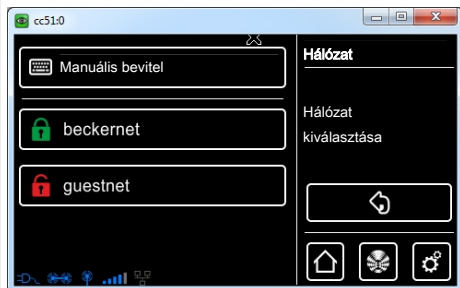 cc51:0
Manuális bevitel
beckernet
guestnet
Hálózat
Hálózat
kiválasztása